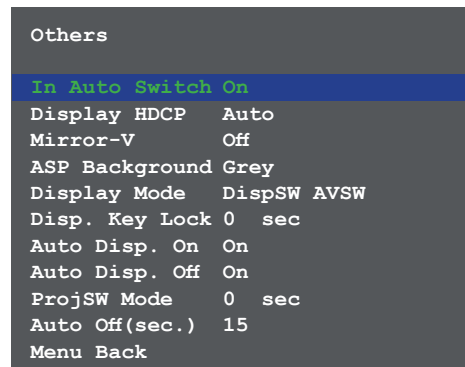 Others
In Auto Switch On
Display HDCP Auto
Mirror-V Off
ASP Background Grey
Display Mode DispSW AVSW
Disp. Key Lock 0 sec
Auto Disp. On On
Auto Disp. Off On
ProjSW Mode 0 sec
Auto Off(sec.) 15
Menu Back